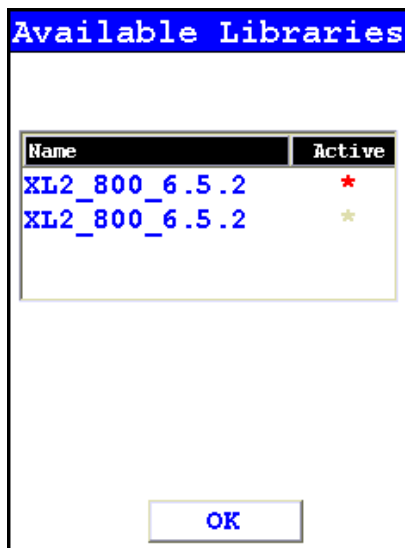 Available Libraries
Name Active
XL2_800_6.5.2 *
XL2_800_6.5.2 *
OK